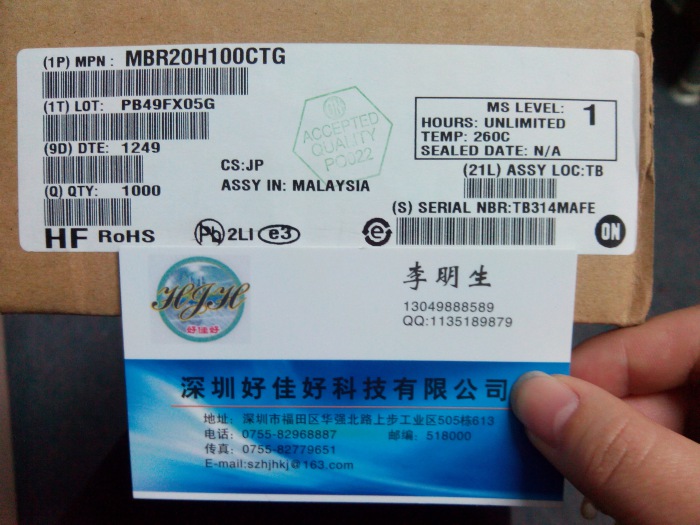 (1P) MPN : MBR20H100CTG
(1T) LOT: PB49FX05G
(9D) DTE: 1249
(Q) QTY: 1000
HF RoHS
Pb 2LI e3
CS:JP
ASSY IN: MALAYSIA
ACCEPTED
QUALITY
PQ022
MS LEVEL: 1
HOURS: UNLIMITED
TEMP: 260C
SEALED DATE: N/A
(21L) ASSY LOC:TB
(S) SERIAL NBR:TB314MAFE
e
ON
HJH
好佳好
李明生
13049888589
QQ:1135189879
深圳好佳好科技有限公司
地址: 深圳市福田区华强北路上步工业区505栋613
电话: 0755-82968887 邮编: 518000
传真: 0755-82779651
E-mail:szhjhkj@163.com